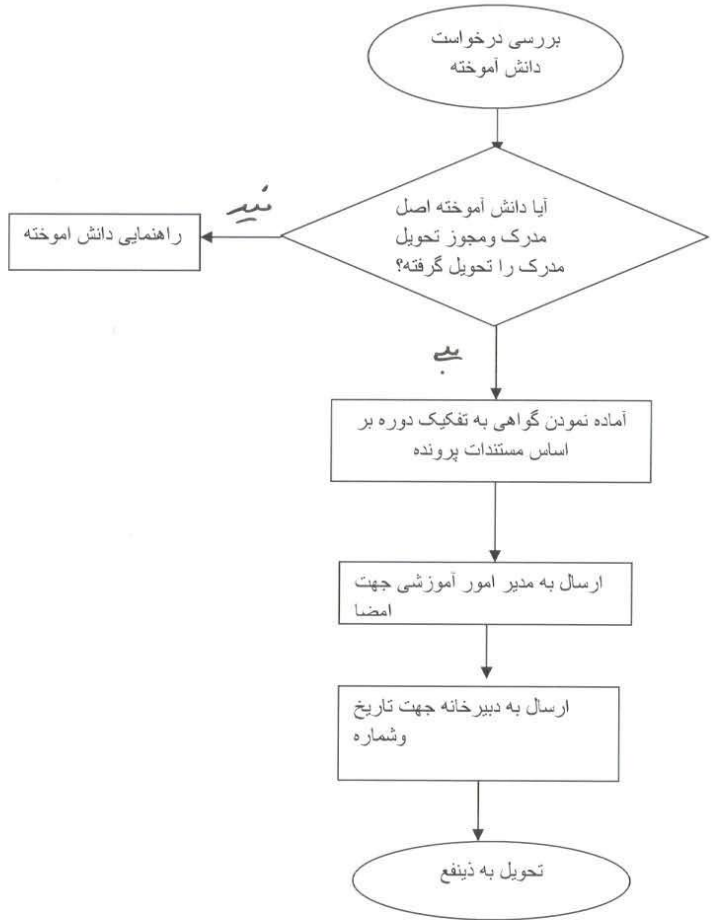 بررسی درخواست
دانش آموخته
آیا دانش آموخته اصل
مدرک ومجوز تحویل
مدرک را تحویل گرفته؟
خیر
راهنمایی دانش اموخته
بلی
آماده نمودن گواهی به تفکیک دوره بر
اساس مستندات پرونده
ارسال به مدیر امور آموزشی جهت
امضا
ارسال به دبیرخانه جهت تاریخ
وشماره
تحویل به ذینفع